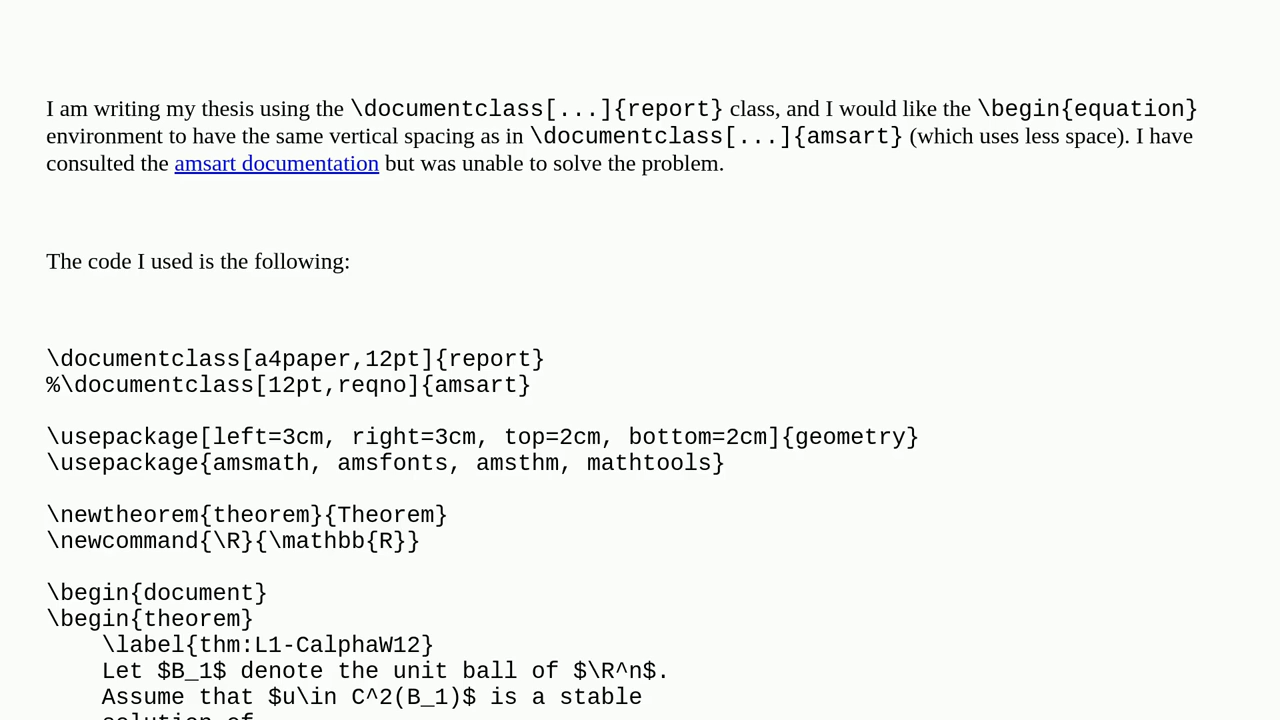 I am writing my thesis using the \documentclass[...]{report} class, and I would like the \begin{equation}
environment to have the same vertical spacing as in \documentclass[...]{amsart} (which uses less space). I have
consulted the amsart documentation but was unable to solve the problem.
The code I used is the following:
\documentclass[a4paper,12pt]{report}
%\documentclass[12pt,reqno]{amsart}
\usepackage[left=3cm, right=3cm, top=2cm, bottom=2cm]{geometry}
\usepackage{amsmath, amsfonts, amsthm, mathtools}
\newtheorem{theorem}{Theorem}
\newcommand{\R}{\mathbb{R}}
\begin{document}
\begin{theorem}
    \label{thm:L1-CalphaW12}
    Let $B_1$ denote the unit ball of $\R^n$.
    Assume that $u\in C^2(B_1)$ is a stable
    solution of